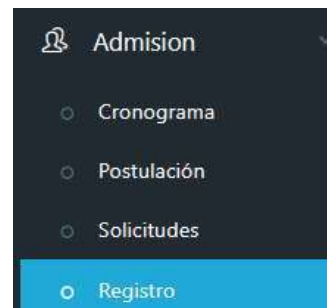 Admision
Cronograma
Postulación
Solicitudes
Registro